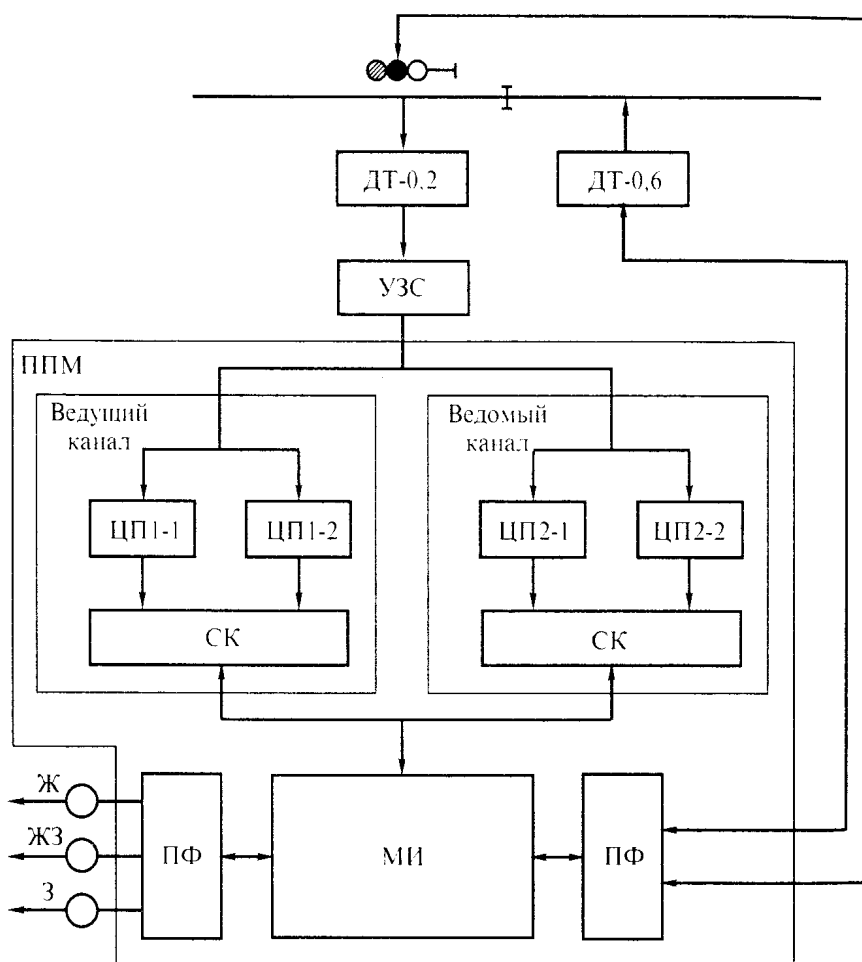 ДТ-0,2
ДТ-0,6
УЗС
ППМ
Ведущий
канал
Ведомый
канал
ЦП1-1
ЦП1-2
ЦП2-1
ЦП2-2
СК
СК
Ж
ЖЗ
З
ПФ
МИ
ПФ